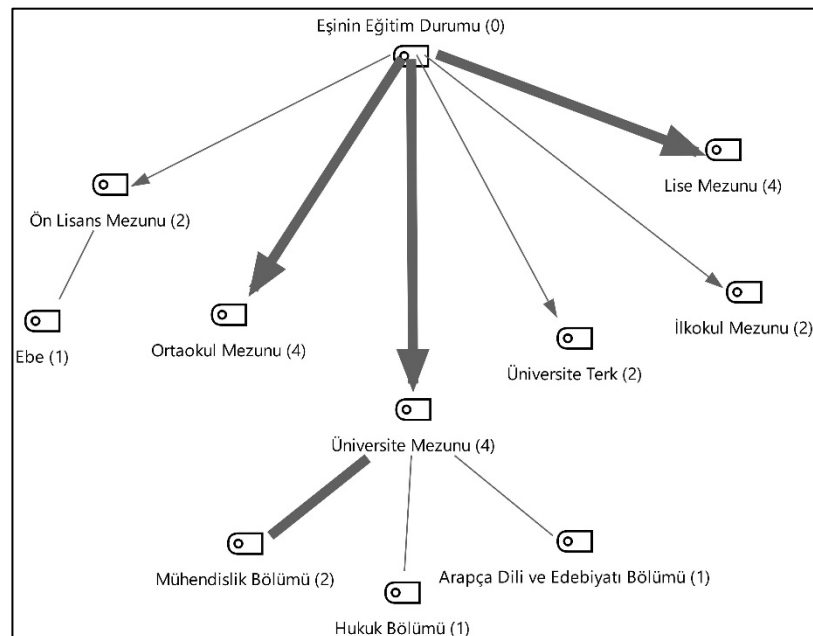 Eşinin Eğitim Durumu (0)
Lise Mezunu (4)
Ön Lisans Mezunu (2)
İlkokul Mezunu (2)
Ortaokul Mezunu (4)
Ebe (1)
Üniversite Terk (2)
Üniversite Mezunu (4)
Mühendislik Bölümü (2)
Arapça Dili ve Edebiyatı Bölümü (1)
Hukuk Bölümü (1)